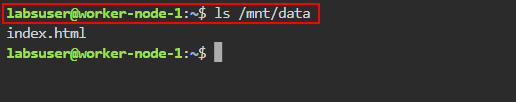 labsuser@worker-node-1:~$ ls /mnt/data
index.html
labsuser@worker-node-1:~$